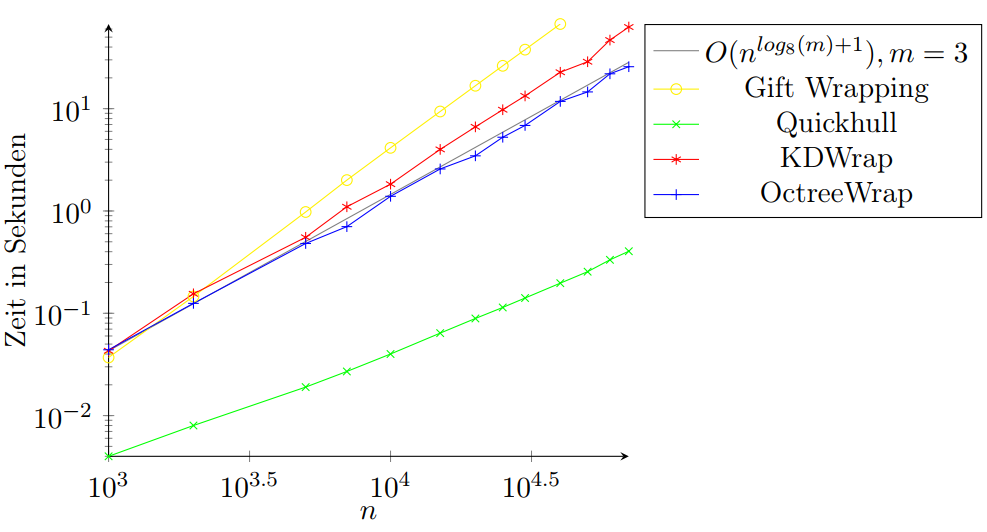 O(n^{log_8(m)+1}), m = 3
Gift Wrapping
Quickhull
KDWrap
OctreeWrap
Zeit in Sekunden
10^1
10^0
10^{−1}
10^{−2}
10^3
10^{3.5}
10^4
10^{4.5}
n